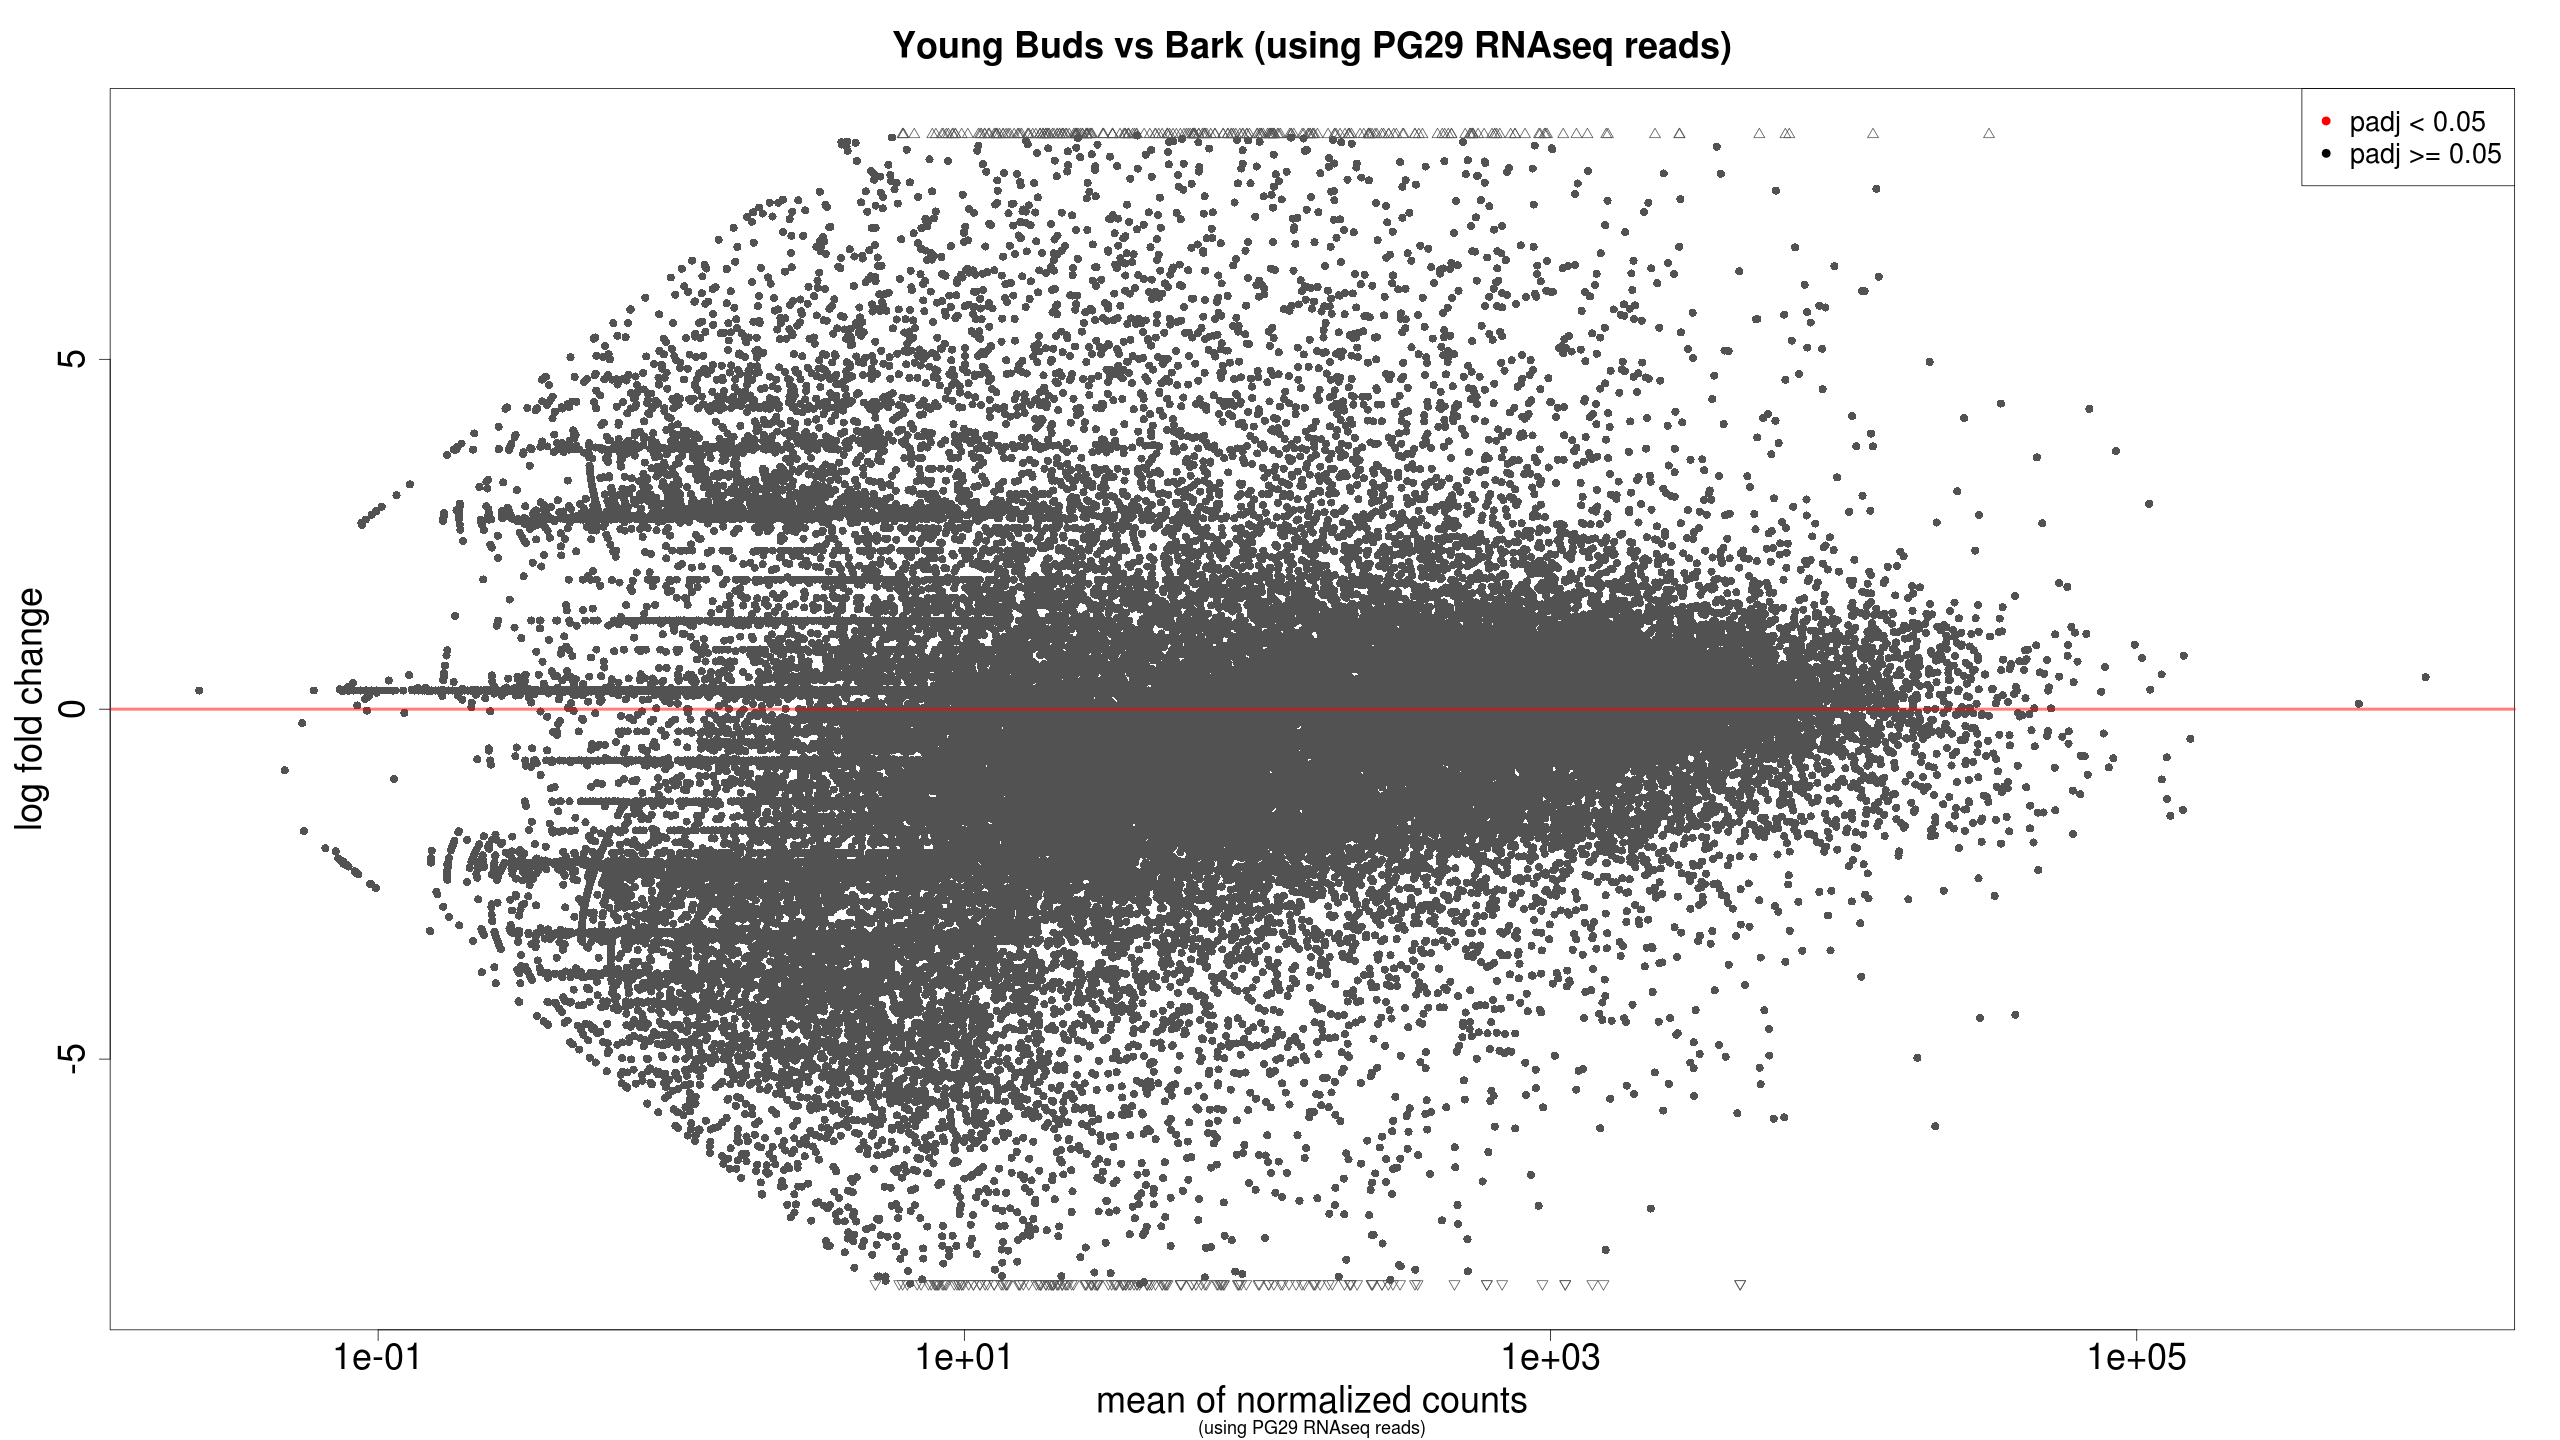 Young Buds vs Bark (using PG29 RNAseq reads)
padj < 0.05
padj >= 0.05
log fold change
5
0
-5
1e-01
1e+01
1e+03
1e+05
mean of normalized counts
(using PG29 RNAseq reads)